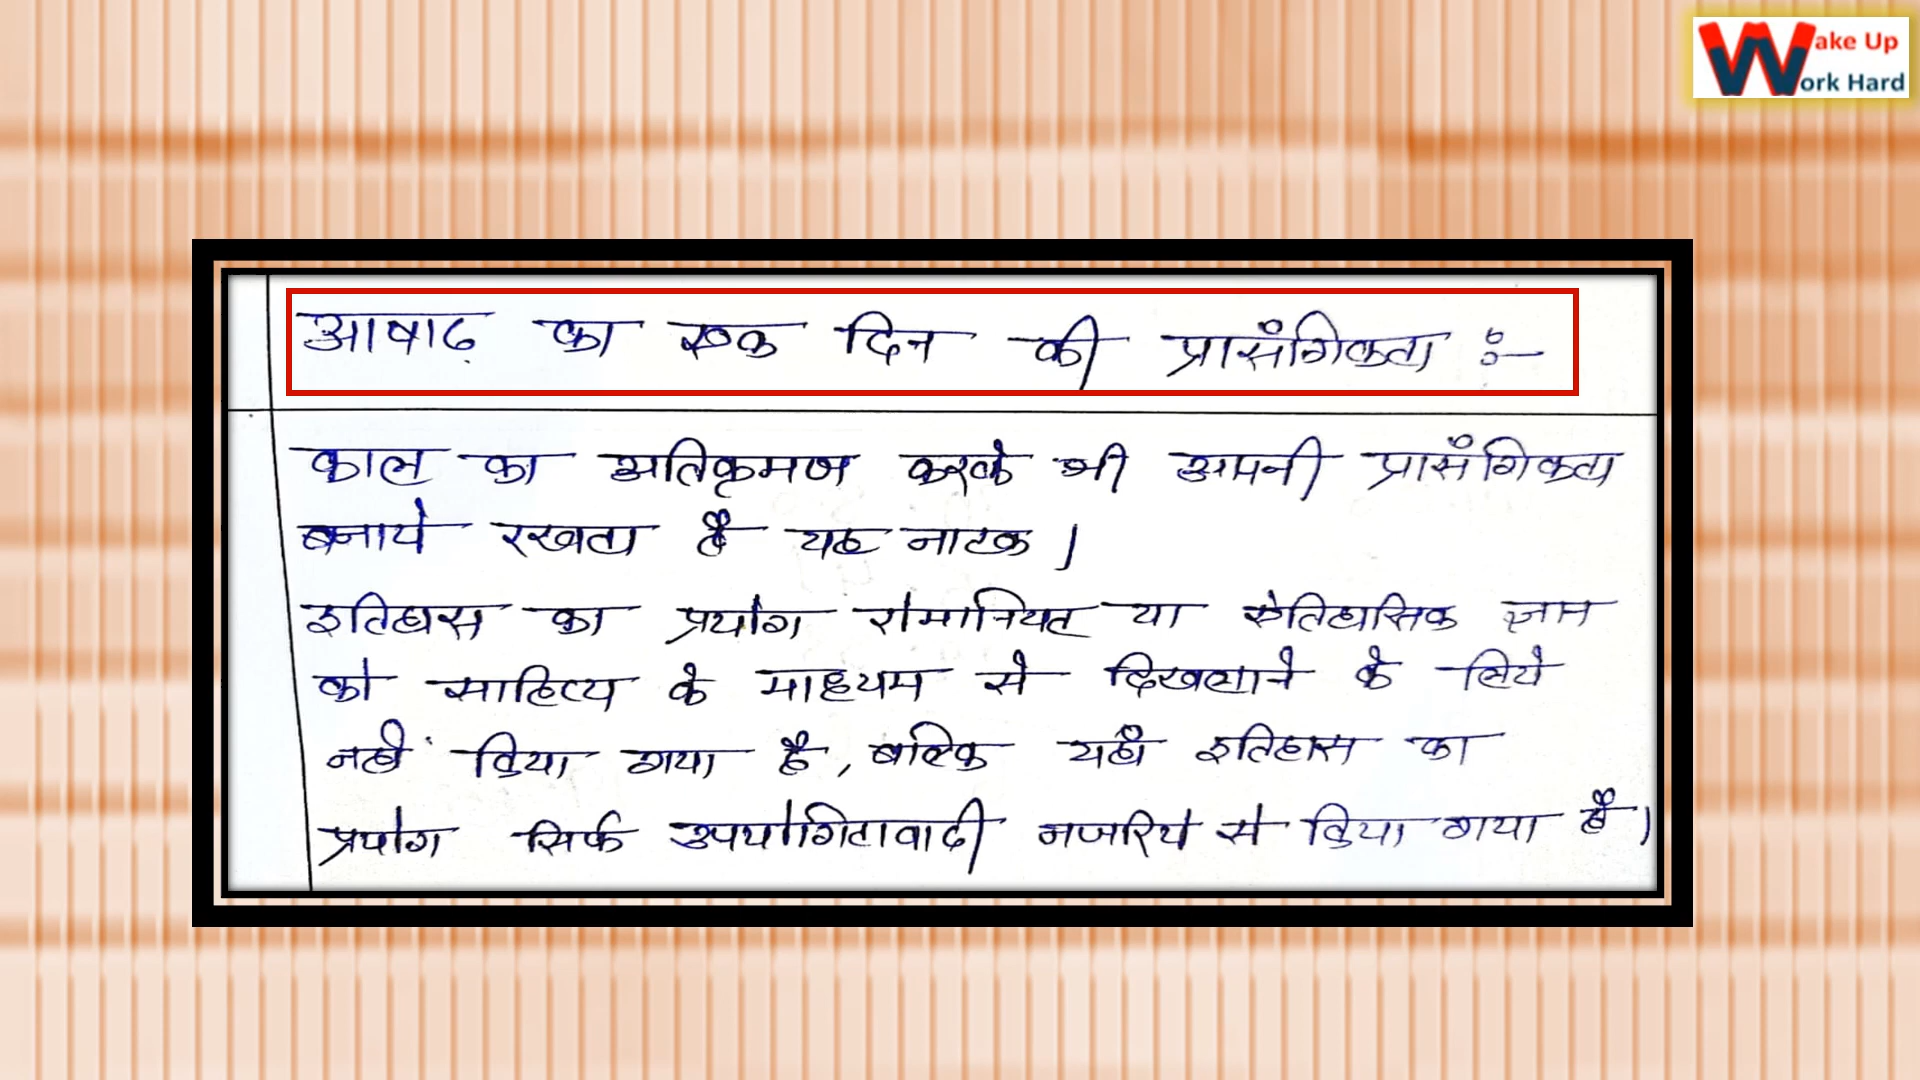 Wake Up
Work Hard
आषाढ़ का एक दिन की प्रासंगिकता :-
काल का अतिक्रमण करके भी अपनी प्रासंगिकता
बनाये रखता है यह नाटक।
इतिहास का प्रयोग रोमानियत या ऐतिहासिक ज्ञान
को साहित्य के माध्यम से दिखलाने के लिये
नहीं किया गया है, बल्कि यहाँ इतिहास का
प्रयोग सिर्फ उपयोगितावादी नजरिये से किया गया है।